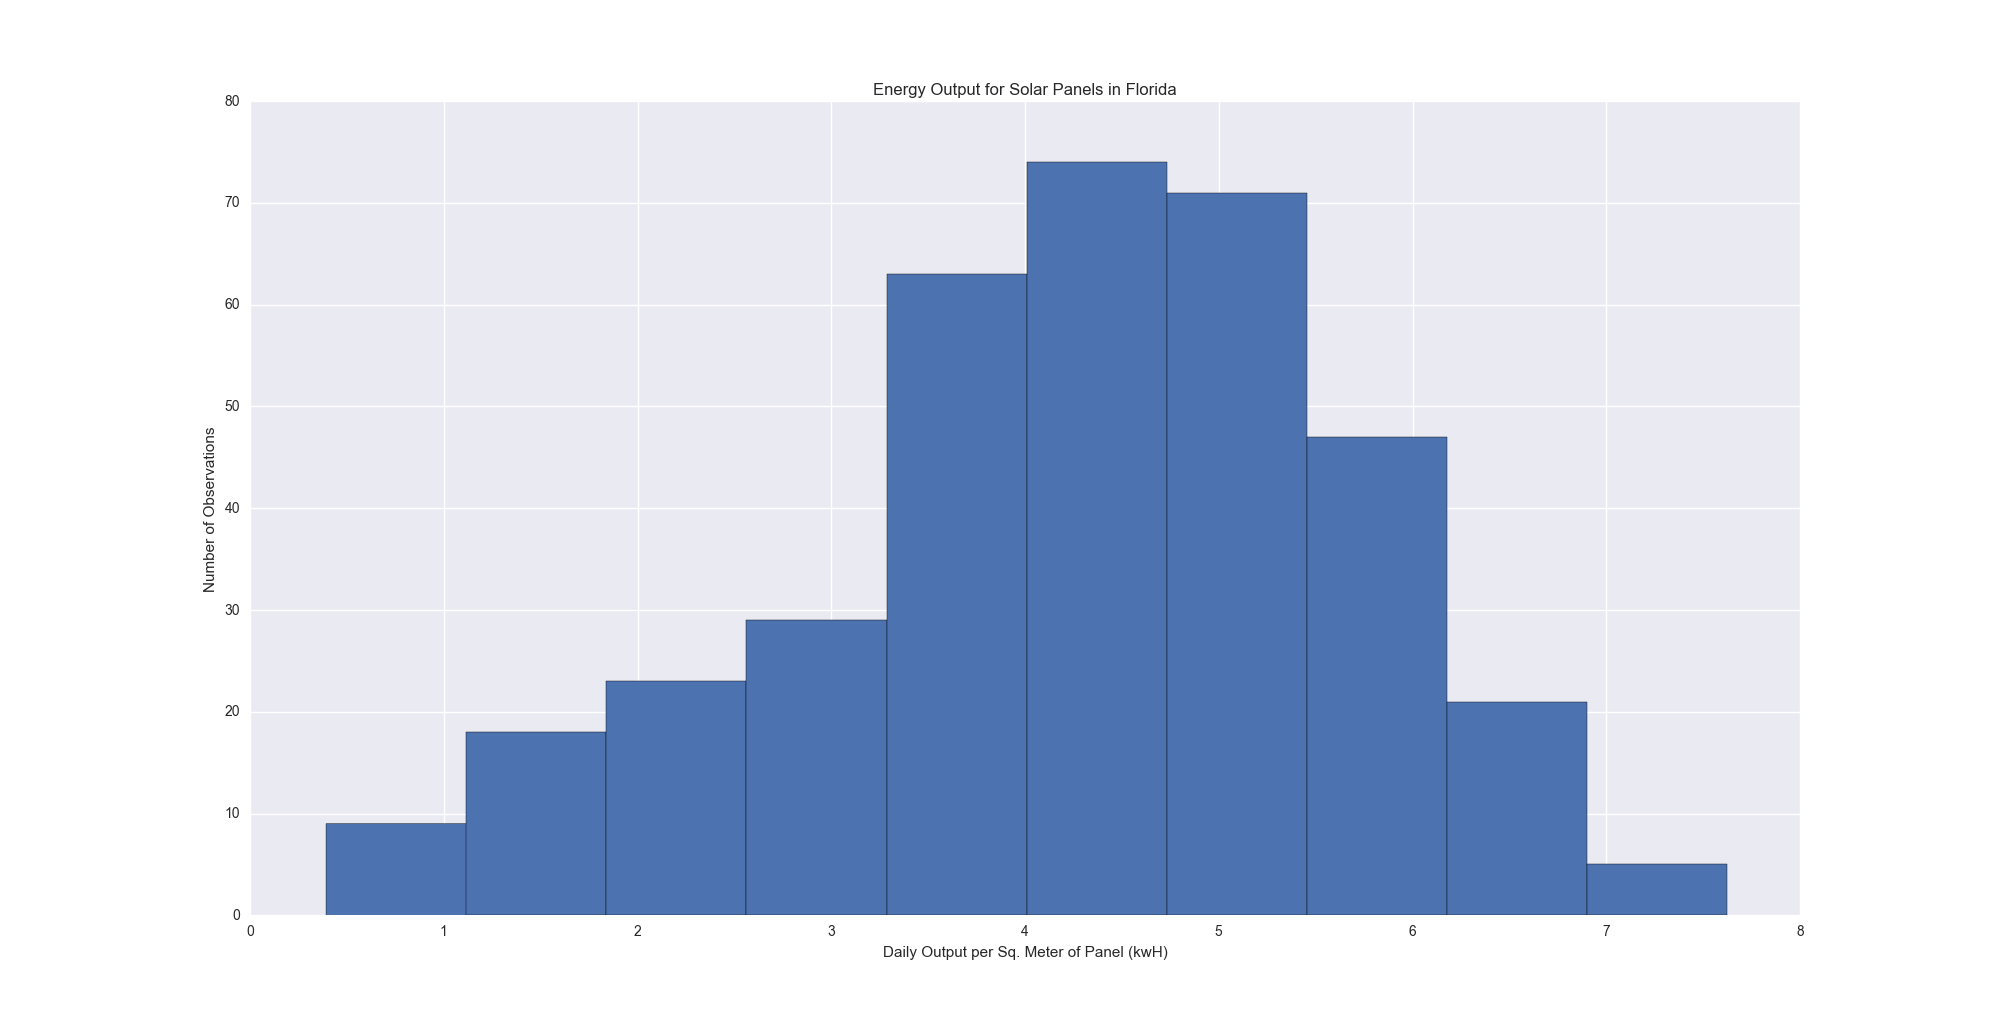 Energy Output for Solar Panels in Florida
80
70
60
50
40
30
20
10
0
Number of Observations
0 1 2 3 4 5 6 7 8
Daily Output per Sq. Meter of Panel (kwH)